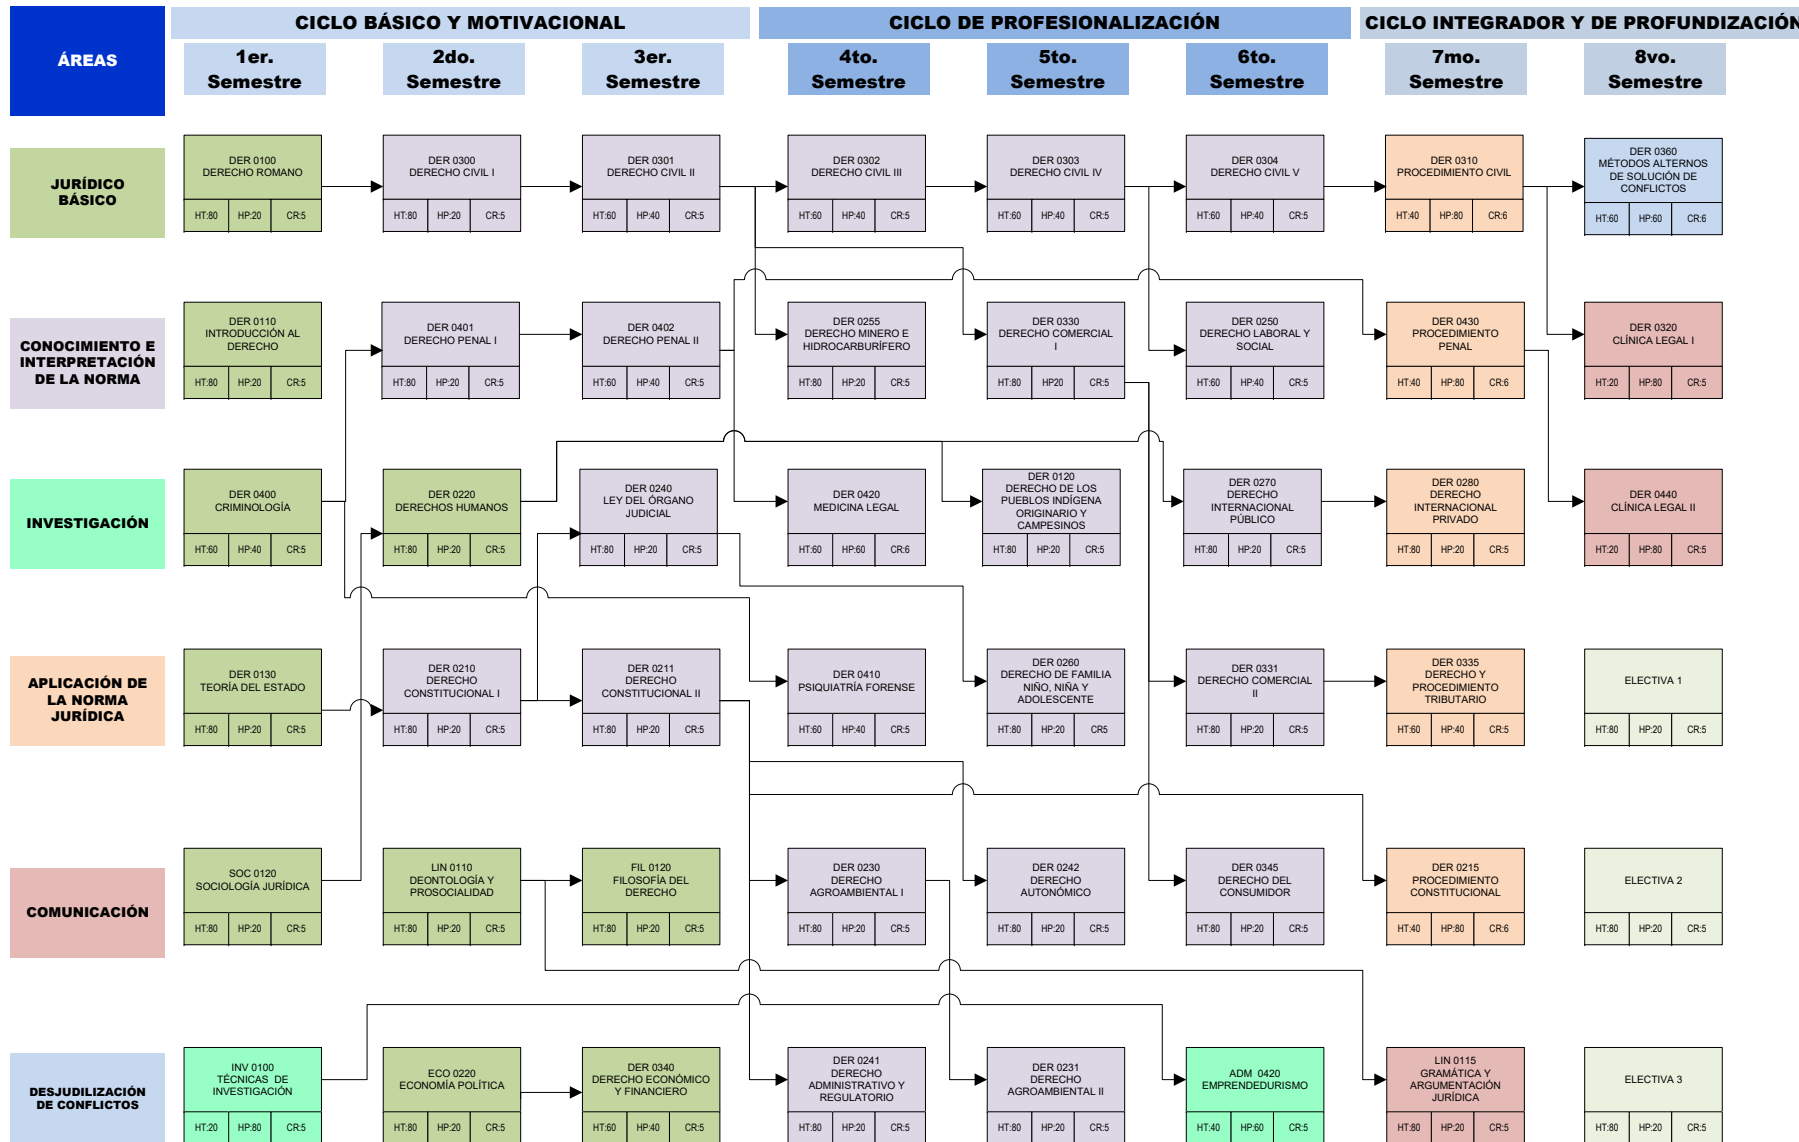 CICLO BÁSICO Y MOTIVACIONAL
CICLO DE PROFESIONALIZACIÓN
CICLO INTEGRADOR Y DE PROFUNDIZACIÓN
ÁREAS
1er.
Semestre
2do.
Semestre
3er.
Semestre
4to.
Semestre
5to.
Semestre
6to.
Semestre
7mo.
Semestre
8vo.
Semestre
JURÍDICO
BÁSICO
DER 0100
DERECHO ROMANO
HT:80 HP:20 CR:5
DER 0300
DERECHO CIVIL I
HT:80 HP:20 CR:5
DER 0301
DERECHO CIVIL II
HT:60 HP:40 CR:5
DER 0302
DERECHO CIVIL III
HT:60 HP:40 CR:5
DER 0303
DERECHO CIVIL IV
HT:60 HP:40 CR:5
DER 0304
DERECHO CIVIL V
HT:60 HP:40 CR:5
DER 0310
PROCEDIMIENTO CIVIL
HT:40 HP:80 CR:6
DER 0360
MÉTODOS ALTERNOS
DE SOLUCIÓN DE
CONFLICTOS
HT:60 HP:60 CR:6
CONOCIMIENTO E
INTERPRETACIÓN
DE LA NORMA
DER 0110
INTRODUCCIÓN AL
DERECHO
HT:80 HP:20 CR:5
DER 0401
DERECHO PENAL I
HT:80 HP:20 CR:5
DER 0402
DERECHO PENAL II
HT:60 HP:40 CR:5
DER 0255
DERECHO MINERO E
HIDROCARBURÍFERO
HT:80 HP:20 CR:5
DER 0330
DERECHO COMERCIAL
I
HT:80 HP20 CR:5
DER 0250
DERECHO LABORAL Y
SOCIAL
HT:60 HP:40 CR:5
DER 0430
PROCEDIMIENTO
PENAL
HT:40 HP:80 CR:6
DER 0320
CLÍNICA LEGAL I
HT:20 HP:80 CR:5
INVESTIGACIÓN
DER 0400
CRIMINOLOGÍA
HT:60 HP:40 CR:5
DER 0220
DERECHOS HUMANOS
HT:80 HP:20 CR:5
DER 0240
LEY DEL ÓRGANO
JUDICIAL
HT:80 HP:20 CR:5
DER 0420
MEDICINA LEGAL
HT:60 HP:60 CR:6
DER 0120
DERECHO DE LOS
PUEBLOS INDÍGENA
ORIGINARIO Y
CAMPESINOS
HT:80 HP:20 CR:5
DER 0270
DERECHO
INTERNACIONAL
PÚBLICO
HT:80 HP:20 CR:5
DER 0280
DERECHO
INTERNACIONAL
PRIVADO
HT:80 HP:20 CR:5
DER 0440
CLÍNICA LEGAL II
HT:20 HP:80 CR:5
APLICACIÓN DE
LA NORMA
JURÍDICA
DER 0130
TEORÍA DEL ESTADO
HT:80 HP:20 CR:5
DER 0210
DERECHO
CONSTITUCIONAL I
HT:80 HP:20 CR:5
DER 0211
DERECHO
CONSTITUCIONAL II
HT:80 HP:20 CR:5
DER 0410
PSIQUIATRÍA FORENSE
HT:60 HP:40 CR:5
DER 0260
DERECHO DE FAMILIA
NIÑO, NIÑA Y
ADOLESCENTE
HT:80 HP:20 CR5
DER 0331
DERECHO COMERCIAL
II
HT:80 HP:20 CR:5
DER 0335
DERECHO Y
PROCEDIMIENTO
TRIBUTARIO
HT:60 HP:40 CR:5
ELECTIVA 1
HT:80 HP:20 CR:5
COMUNICACIÓN
SOC 0120
SOCIOLOGÍA JURÍDICA
HT:80 HP:20 CR:5
LIN 0110
DEONTOLOGÍA Y
PROSOCIALIDAD
HT:80 HP:20 CR:5
FIL 0120
FILOSOFÍA DEL
DERECHO
HT:80 HP:20 CR:5
DER 0230
DERECHO
AGROAMBIENTAL I
HT:80 HP:20 CR:5
DER 0242
DERECHO
AUTONÓMICO
HT:80 HP:20 CR:5
DER 0345
DERECHO DEL
CONSUMIDOR
HT:80 HP:20 CR:5
DER 0215
PROCEDIMIENTO
CONSTITUCIONAL
HT:40 HP:80 CR:6
ELECTIVA 2
HT:80 HP:20 CR:5
DESJUDILIZACIÓN
DE CONFLICTOS
INV 0100
TÉCNICAS DE
INVESTIGACIÓN
HT:20 HP:80 CR:5
ECO 0220
ECONOMÍA POLÍTICA
HT:80 HP:20 CR:5
DER 0340
DERECHO ECONÓMICO
Y FINANCIERO
HT:60 HP:40 CR:5
DER 0241
DERECHO
ADMINISTRATIVO Y
REGULATORIO
HT:80 HP:20 CR:5
DER 0231
DERECHO
AGROAMBIENTAL II
HT:80 HP:20 CR:5
ADM 0420
EMPRENDEDURISMO
HT:40 HP:60 CR:5
LIN 0115
GRAMÁTICA Y
ARGUMENTACIÓN
JURÍDICA
HT:80 HP:20 CR:5
ELECTIVA 3
HT:80 HP:20 CR:5